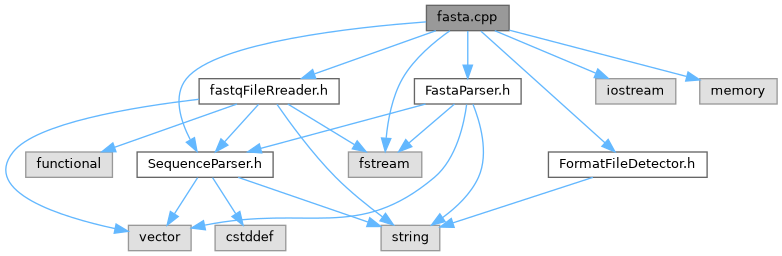 fasta.cpp
fastqFileRreader.h
FastaParser.h
iostream
memory
functional
SequenceParser.h
fstream
FormatFileDetector.h
vector
cstddef
string